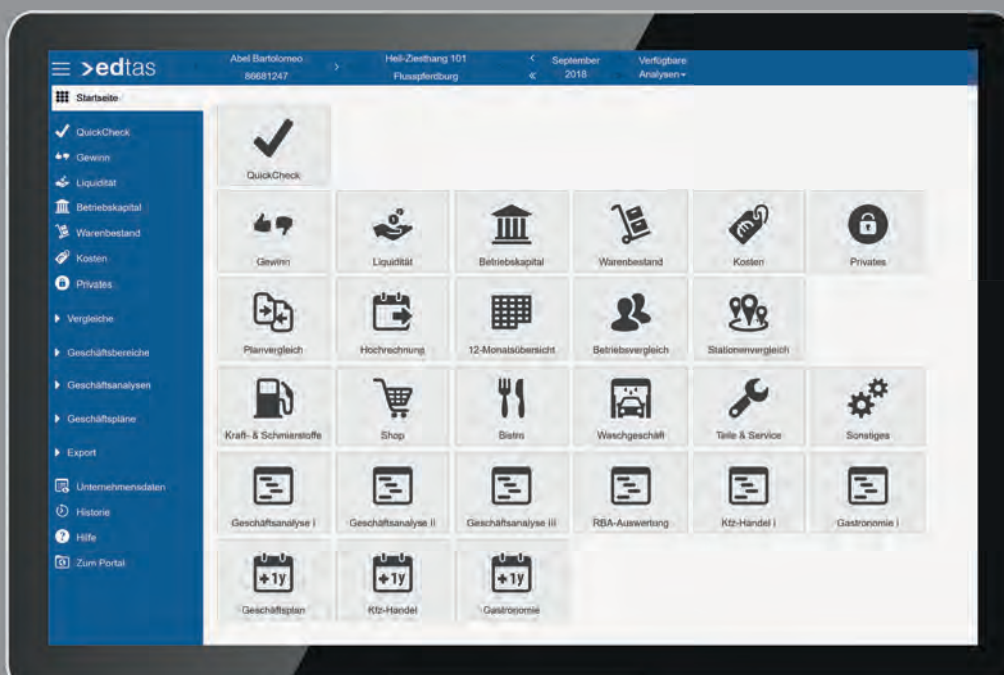 >edtas
Abel Bartolomeo
86681247
Heil-Ziesthang 101
Flusspferdburg
September
2018
Verfügbare
Analysen
Startseite
QuickCheck
Gewinn
Liquidität
Betriebskapital
Warenbestand
Kosten
Privates
Vergleiche
Geschäftsbereiche
Geschäftsanalysen
Geschäftspläne
Export
Unternehmensdaten
Historie
Hilfe
Zum Portal
QuickCheck
Gewinn
Liquidität
Betriebskapital
Warenbestand
Kosten
Privates
Planvergleich
Hochrechnung
12-Monatsübersicht
Betriebsvergleich
Stationenvergleich
Kraft- & Schmierstoffe
Shop
Bistro
Waschgeschäft
Teile & Service
Sonstiges
Geschäftsanalyse I
Geschäftsanalyse II
Geschäftsanalyse III
RBA-Auswertung
Kfz-Handel I
Gastronomie I
+1y
Geschäftsplan
+1y
Kfz-Handel
+1y
Gastronomie